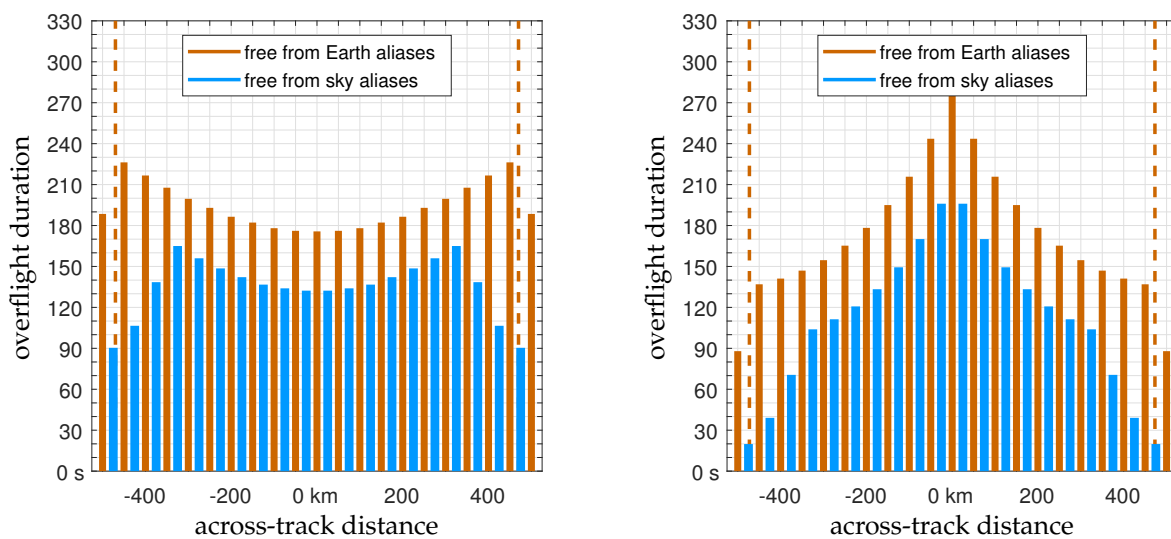 330
300
270
240
210
180
150
120
90
60
30
0 s
overflight duration
free from Earth aliases
free from sky aliases
-400
-200
0 km
200
400
across-track distance
330
300
270
240
210
180
150
120
90
60
30
0 s
overflight duration
free from Earth aliases
free from sky aliases
-400
-200
0 km
200
400
across-track distance